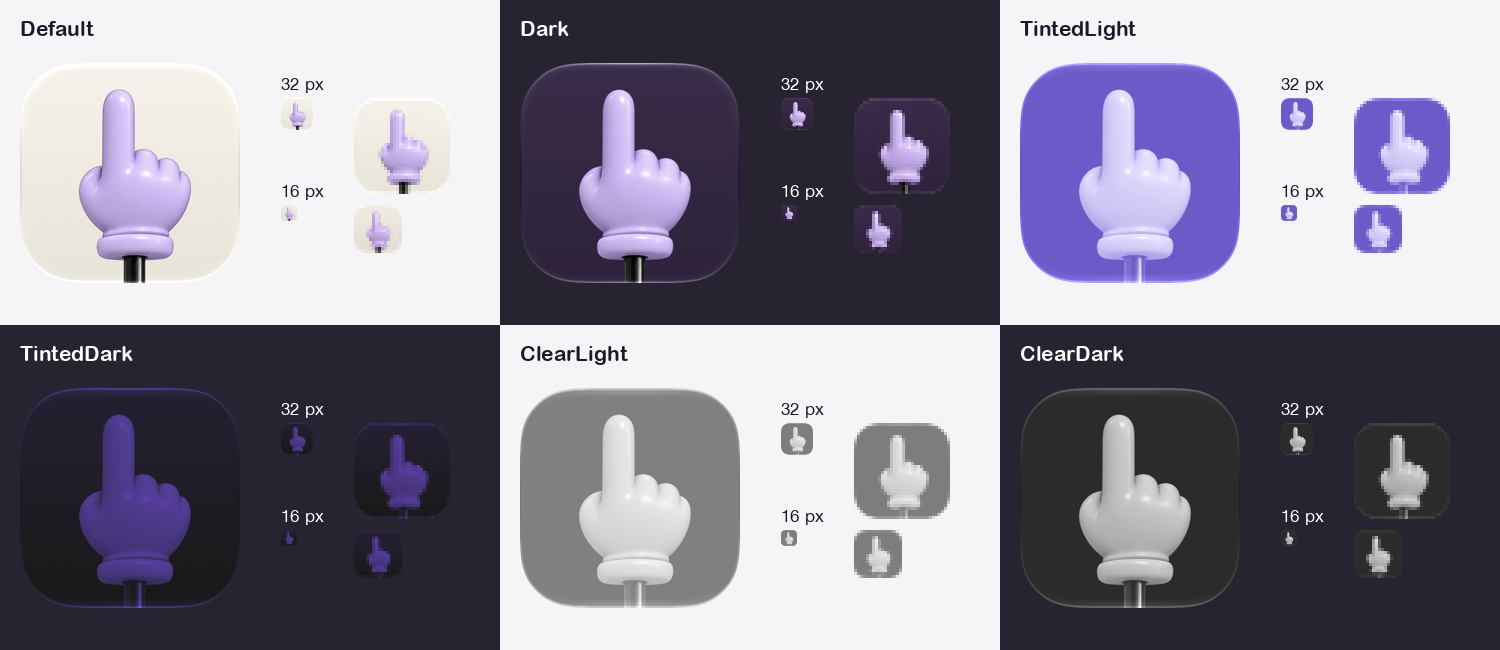 Default
32 px
16 px
Dark
32 px
16 px
TintedLight
32 px
16 px
TintedDark
32 px
16 px
ClearLight
32 px
16 px
ClearDark
32 px
16 px